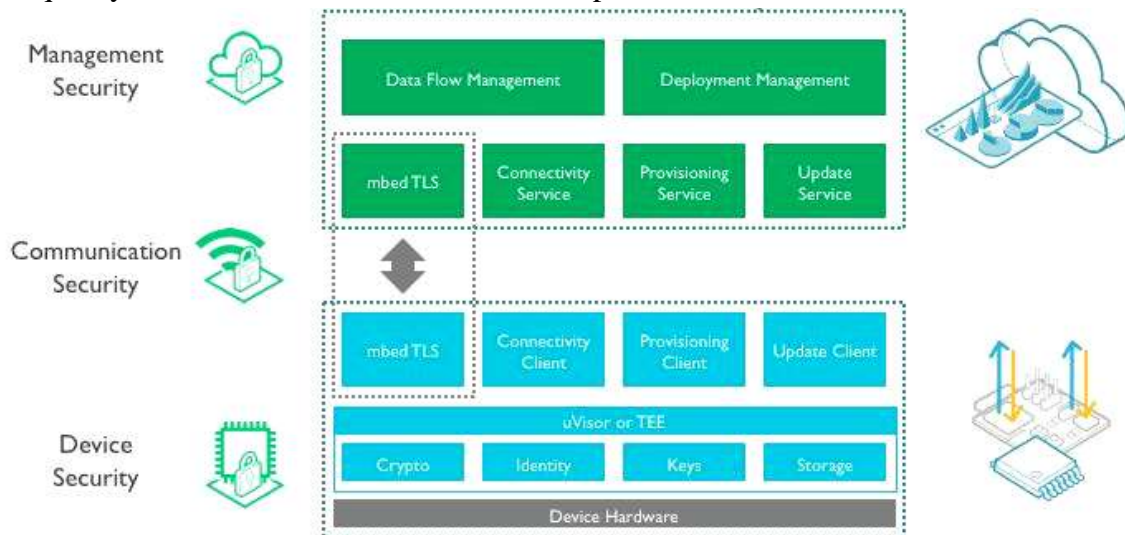 Management
Security
Data Flow Management
Deployment Management
mbed TLS
Connectivity
Service
Provisioning
Service
Update
Service
Communication
Security
mbed TLS
Connectivity
Client
Provisioning
Client
Update Client
Device
Security
uVisor or TEE
Crypto
Identity
Keys
Storage
Device Hardware